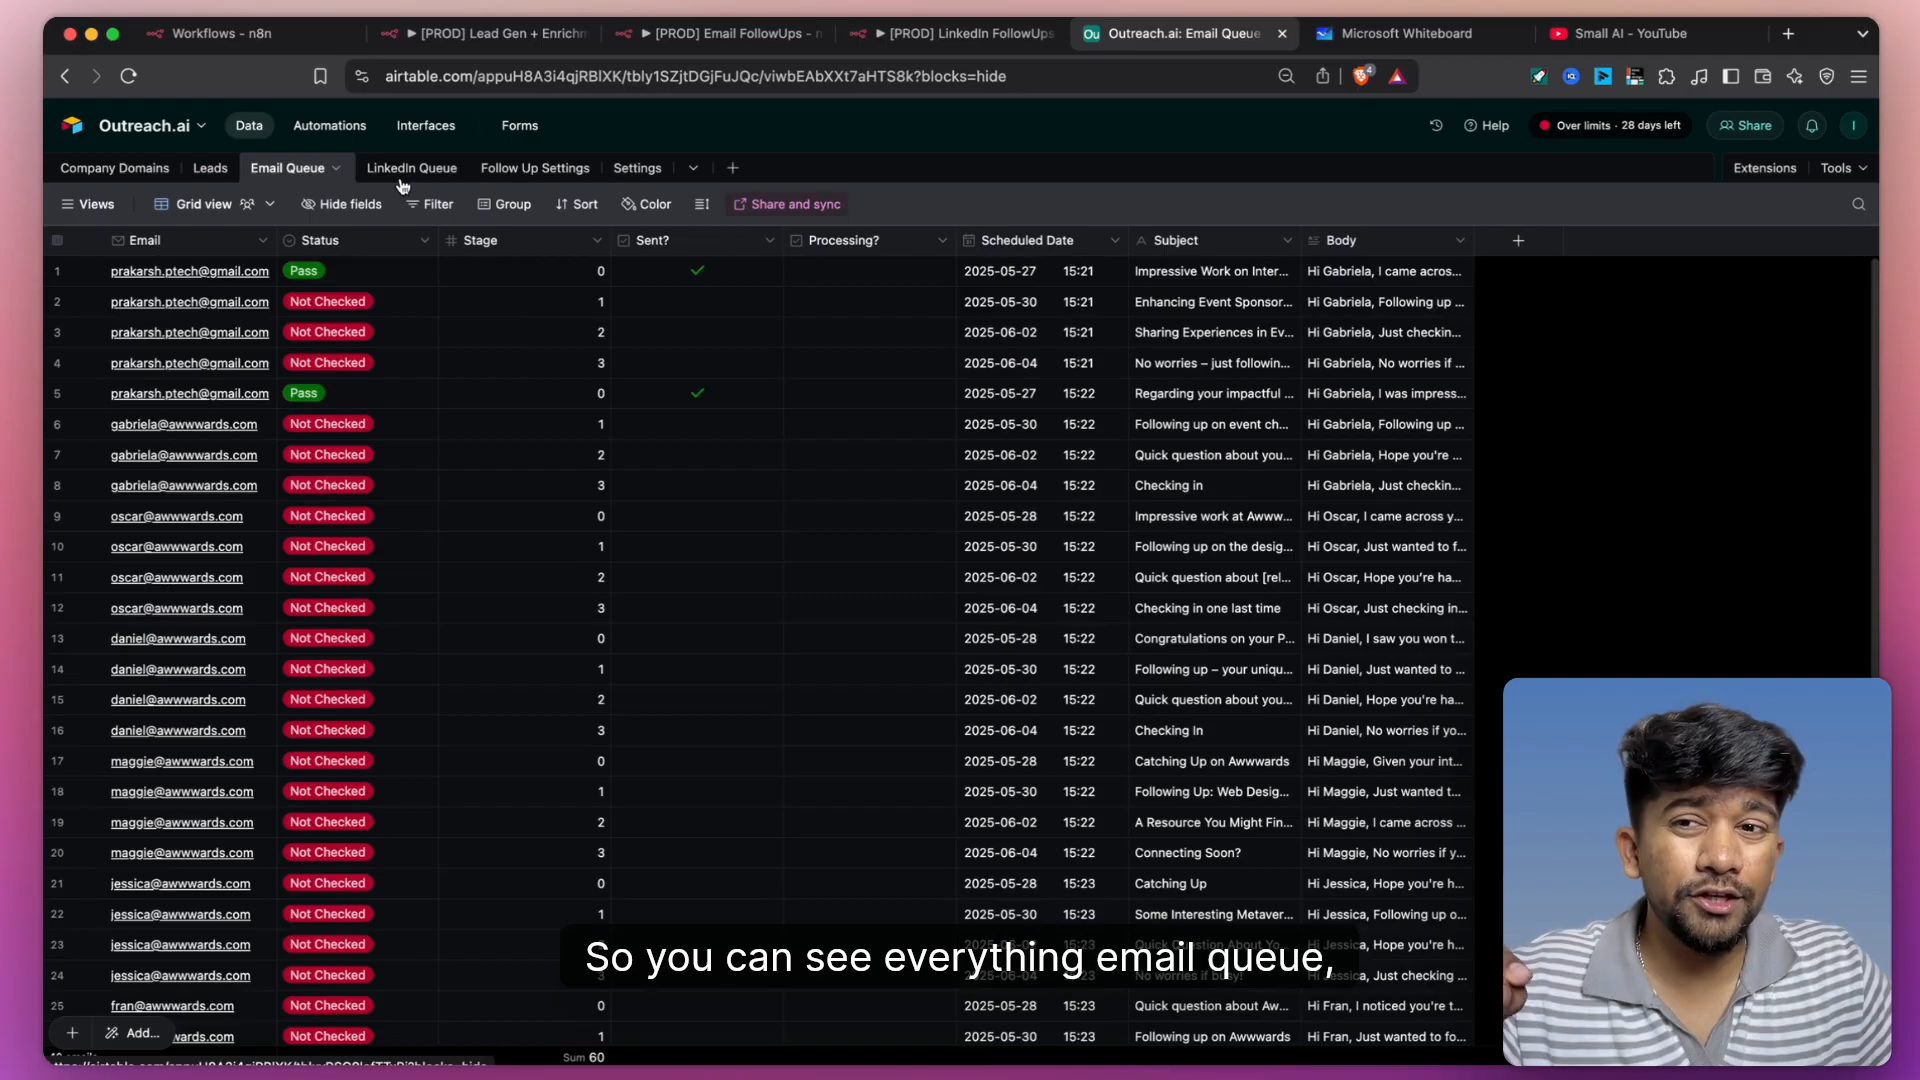 Workflows - n8n
[PROD] Lead Gen + Enrichm
[PROD] Email FollowUps - n
[PROD] LinkedIn FollowUps
Ou Outreach.ai: Email Queue
Microsoft Whiteboard
Small AI - YouTube
airtable.com/appuH8A3i4qjRBlXK/tbly1SZjtDGjFuJQc/viwbEAbXXt7aHTS8k?blocks=hide
4
Outreach.ai Data Automations Interfaces Forms
Help Over limits · 28 days left Share I
Company Domains Leads Email Queue LinkedIn Queue Follow Up Settings Settings
Extensions Tools
Views Grid view Hide fields Filter Group Sort Color Share and sync
Email Status Stage Sent? Processing? Scheduled Date Subject Body
1 prakarsh.ptech@gmail.com Pass 0 2025-05-27 15:21 Impressive Work on Inter... Hi Gabriela, I came acros...
2 prakarsh.ptech@gmail.com Not Checked 1 2025-05-30 15:21 Enhancing Event Sponsor... Hi Gabriela, Following up ...
3 prakarsh.ptech@gmail.com Not Checked 2 2025-06-02 15:21 Sharing Experiences in Ev... Hi Gabriela, Just checkin...
4 prakarsh.ptech@gmail.com Not Checked 3 2025-06-04 15:21 No worries – just followin... Hi Gabriela, No worries if ...
5 prakarsh.ptech@gmail.com Pass 0 2025-05-27 15:22 Regarding your impactful ... Hi Gabriela, I was impress...
6 gabriela@awwwards.com Not Checked 1 2025-05-30 15:22 Following up on event ch... Hi Gabriela, Following up ...
7 gabriela@awwwards.com Not Checked 2 2025-06-02 15:22 Quick question about you... Hi Gabriela, Hope you're ...
8 gabriela@awwwards.com Not Checked 3 2025-06-04 15:22 Checking in Hi Gabriela, Just checkin...
9 oscar@awwwards.com Not Checked 0 2025-05-28 15:22 Impressive work at Awww... Hi Oscar, I came across y...
10 oscar@awwwards.com Not Checked 1 2025-05-30 15:22 Following up on the desig... Hi Oscar, Just wanted to f...
11 oscar@awwwards.com Not Checked 2 2025-06-02 15:22 Quick question about [rel... Hi Oscar, Hope you're ha...
12 oscar@awwwards.com Not Checked 3 2025-06-04 15:22 Checking in one last time Hi Oscar, Just checking in...
13 daniel@awwwards.com Not Checked 0 2025-05-28 15:22 Congratulations on your P... Hi Daniel, I saw you won t...
14 daniel@awwwards.com Not Checked 1 2025-05-30 15:22 Following up – your uniqu... Hi Daniel, Just wanted to ...
15 daniel@awwwards.com Not Checked 2 2025-06-02 15:22 Quick question about you... Hi Daniel, Hope you're ha...
16 daniel@awwwards.com Not Checked 3 2025-06-04 15:22 Checking In Hi Daniel, No worries if yo...
17 maggie@awwwards.com Not Checked 0 2025-05-28 15:22 Catching Up on Awwwards Hi Maggie, Given your int...
18 maggie@awwwards.com Not Checked 1 2025-05-30 15:22 Following Up: Web Desig... Hi Maggie, Just wanted t...
19 maggie@awwwards.com Not Checked 2 2025-06-02 15:22 A Resource You Might Fin... Hi Maggie, I came across ...
20 maggie@awwwards.com Not Checked 3 2025-06-04 15:22 Connecting Soon? Hi Maggie, No worries if y...
21 jessica@awwwards.com Not Checked 0 2025-05-28 15:23 Catching Up Hi Jessica, Hope you're h...
22 jessica@awwwards.com Not Checked 1 2025-05-30 15:23 Some Interesting Metaver... Hi Jessica, Following up o...
23 jessica@awwwards.com Not Checked 15:23 Quick Question About Yo Jessica, Hope you're h...
24 jessica@awwwards.com Not Checked 15:23 No worries if busy! Jessica, Just checking ...
So you can see everything email queue,
25 fran@awwwards.com Not Checked 0 2025-05-28 15:23 Quick question about Aw... Hi Fran, I noticed you're t...
Add... wwards.com Not Checked 1 2025-05-30 15:23 Following up on Awwwards Hi Fran, Just wanted to fo...
Sum 60